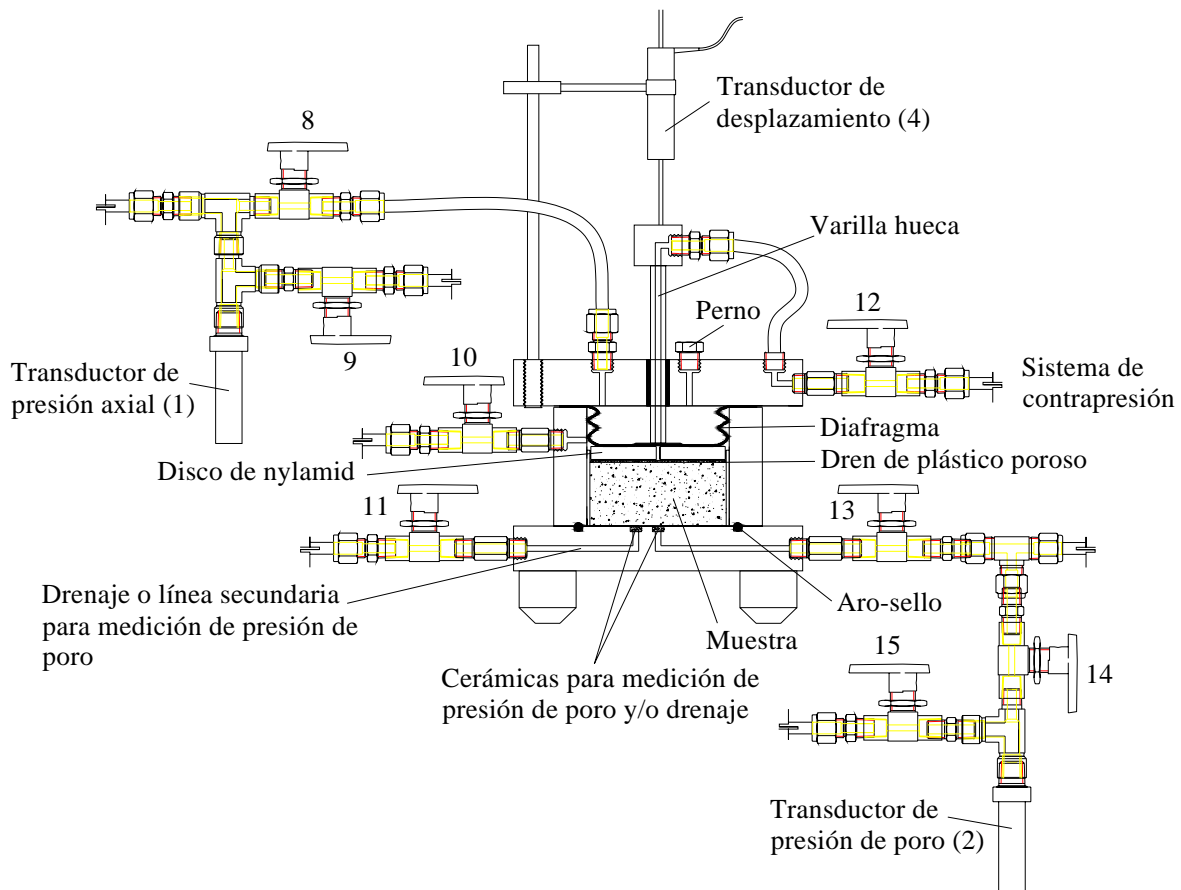 Transductor de
desplazamiento (4)
8
Varilla hueca
Perno
12
9
10
Transductor de
presión axial (1)
Sistema de
contrapresión
Diafragma
Disco de nylamid
Dren de plástico poroso
11
13
Drenaje o línea secundaria
para medición de presión de
poro
Aro-sello
Muestra
15
14
Cerámicas para medición de
presión de poro y/o drenaje
Transductor de
presión de poro (2)